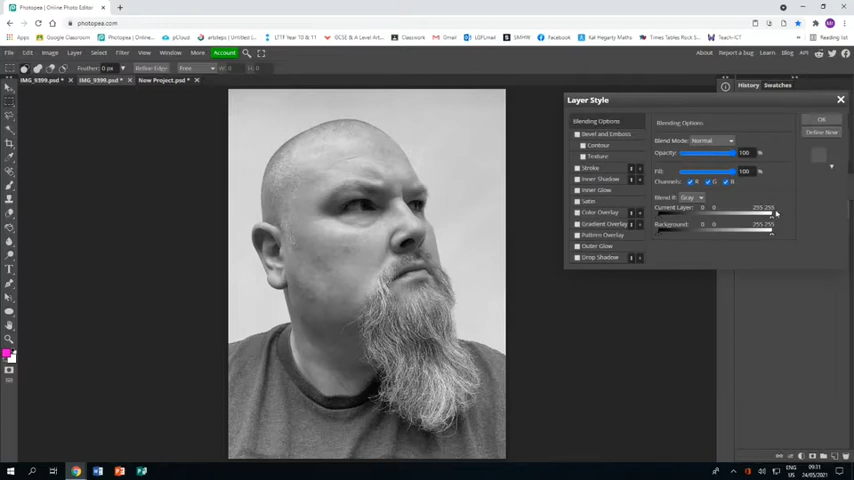 Photopea | Online Photo Editor
photopea.com
Apps
Google Classroom
pCloud
artsteps | Untitled
Photopea | Online P...
LTTF Year 10 & 11
GCSE & A Level Art...
Classwork
Gmail
LSFLmail
SMHW
Kal Hegarty Maths
Times Tables Rock S...
Teach-ICT
Reading list
File Edit Image Layer Select Filter View Window More Account
About Report a bug Learn Blog API
Feather: 0 px Refine Edge Free W: 0 H: 0
IMG_9399.psd * IMG_9399.psd * New Project.psd *
History Swatches
Layer Style
Blending Options
Bevel and Emboss
Contour
Texture
Stroke
Inner Shadow
Inner Glow
Satin
Color Overlay
Gradient Overlay
Pattern Overlay
Outer Glow
Drop Shadow
Blending Options
Blend Mode: Normal
Opacity: 100 %
Fill: 100 %
Channels: R G B
Blend If: Gray
Current Layer: 0 0 255 255
Background: 0 0 255 255
OK
Define New
ENG
US
09:31
24/05/2021